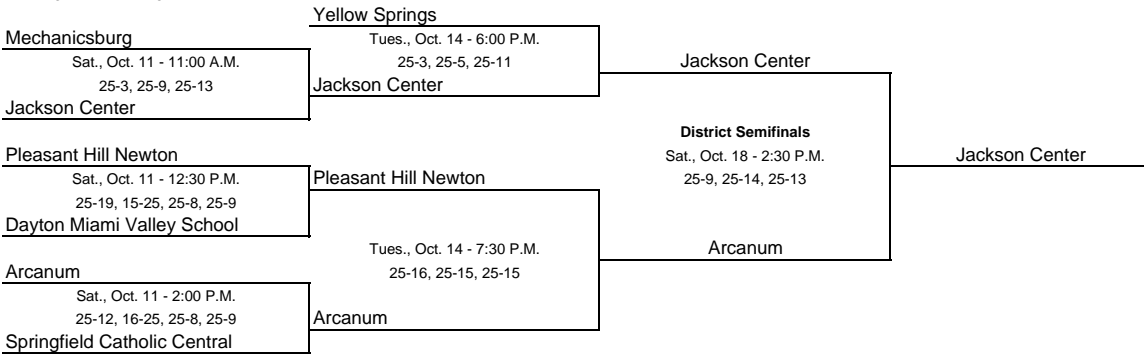 Yellow Springs
Mechanicsburg
Tues., Oct. 14 - 6:00 P.M.
Sat., Oct. 11 - 11:00 A.M.
25-3, 25-5, 25-11
Jackson Center
25-3, 25-9, 25-13
Jackson Center
Jackson Center
District Semifinals
Pleasant Hill Newton
Sat., Oct. 18 - 2:30 P.M.
Jackson Center
Sat., Oct. 11 - 12:30 P.M.
Pleasant Hill Newton
25-9, 25-14, 25-13
25-19, 15-25, 25-8, 25-9
Dayton Miami Valley School
Tues., Oct. 14 - 7:30 P.M.
Arcanum
Arcanum
25-16, 25-15, 25-15
Sat., Oct. 11 - 2:00 P.M.
25-12, 16-25, 25-8, 25-9
Arcanum
Springfield Catholic Central